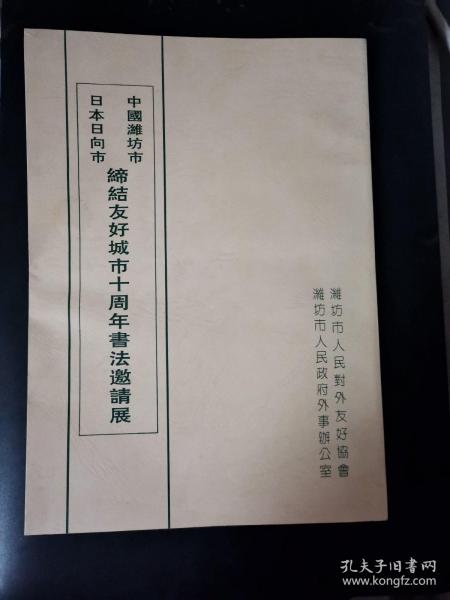 中國濰坊市
日本日向市
締結友好城市十周年書法邀請展
濰坊市人民對外友好協會
濰坊市人民政府外事辦公室
孔夫子旧书网
www.kongfz.com